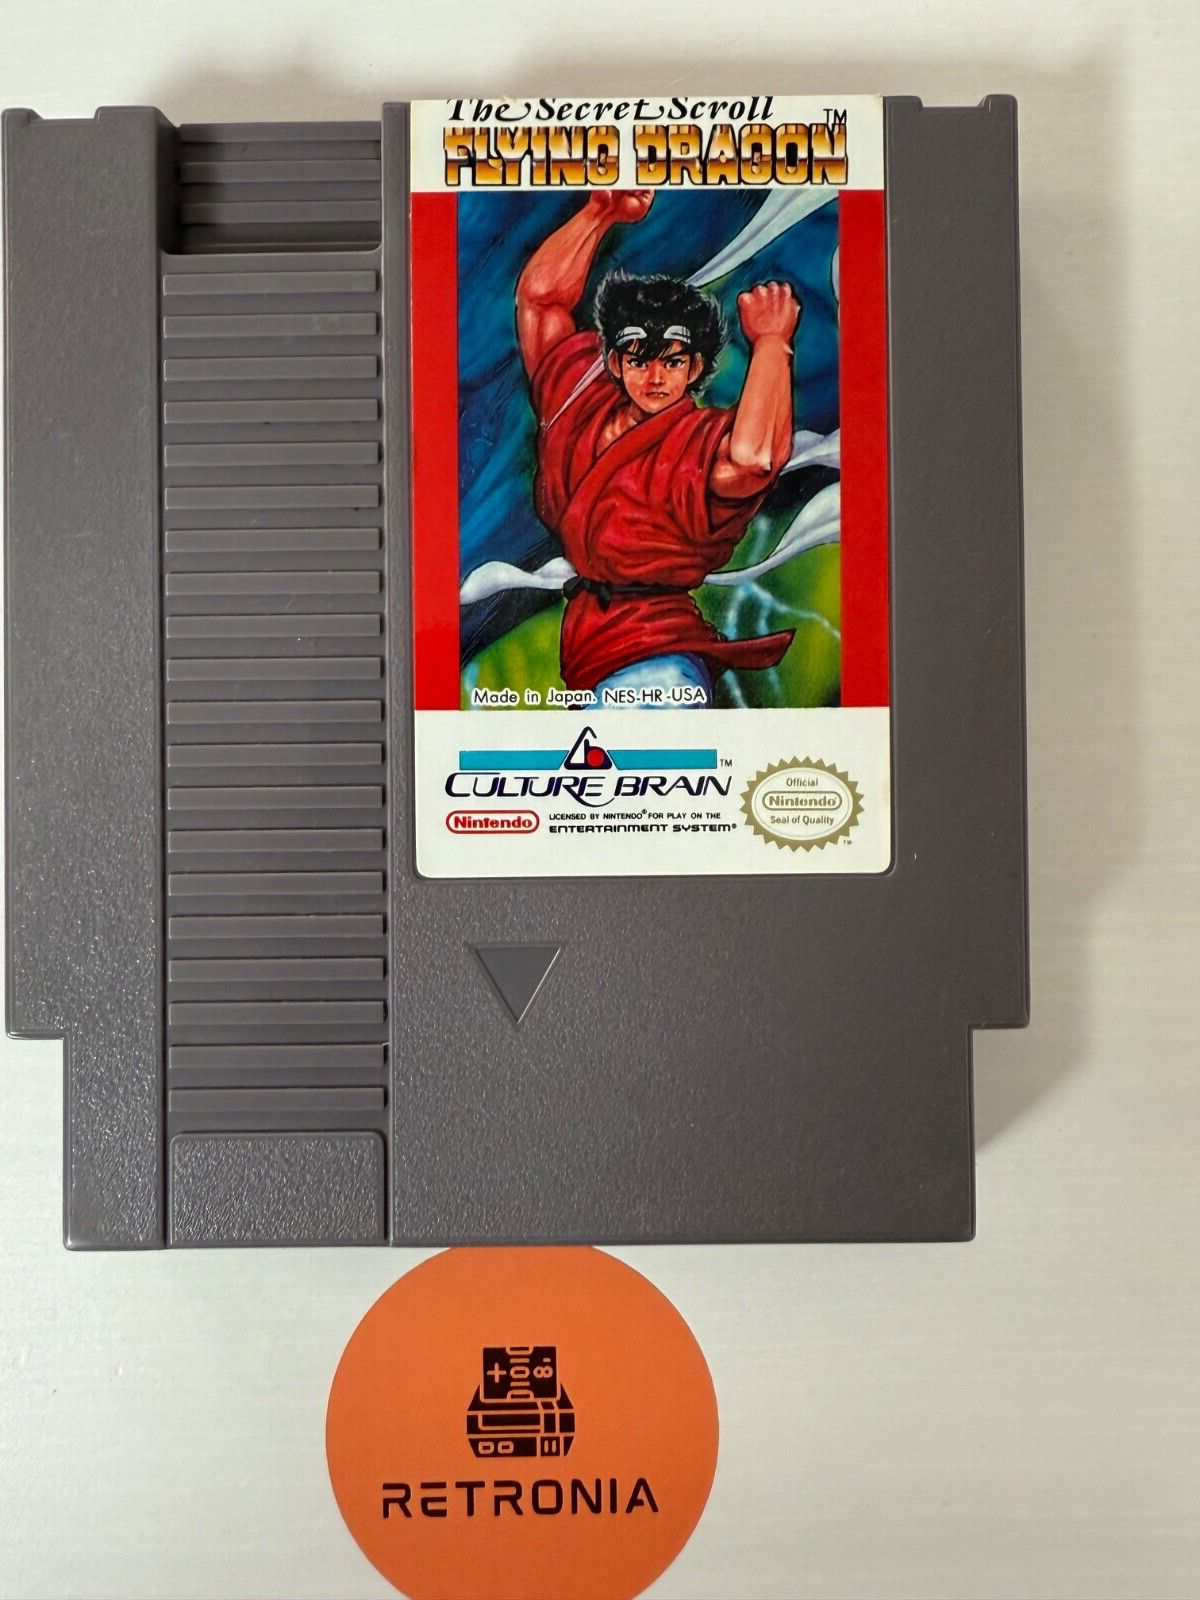 The Secret Scroll
FLYING DRAGON TM
Made in Japan. NES-HR-USA
CULTURE BRAIN TM
Nintendo
LICENSED BY NINTENDO® FOR PLAY ON THE
ENTERTAINMENT SYSTEM®
Official
Nintendo
Seal of Quality
TM
RETRONIA